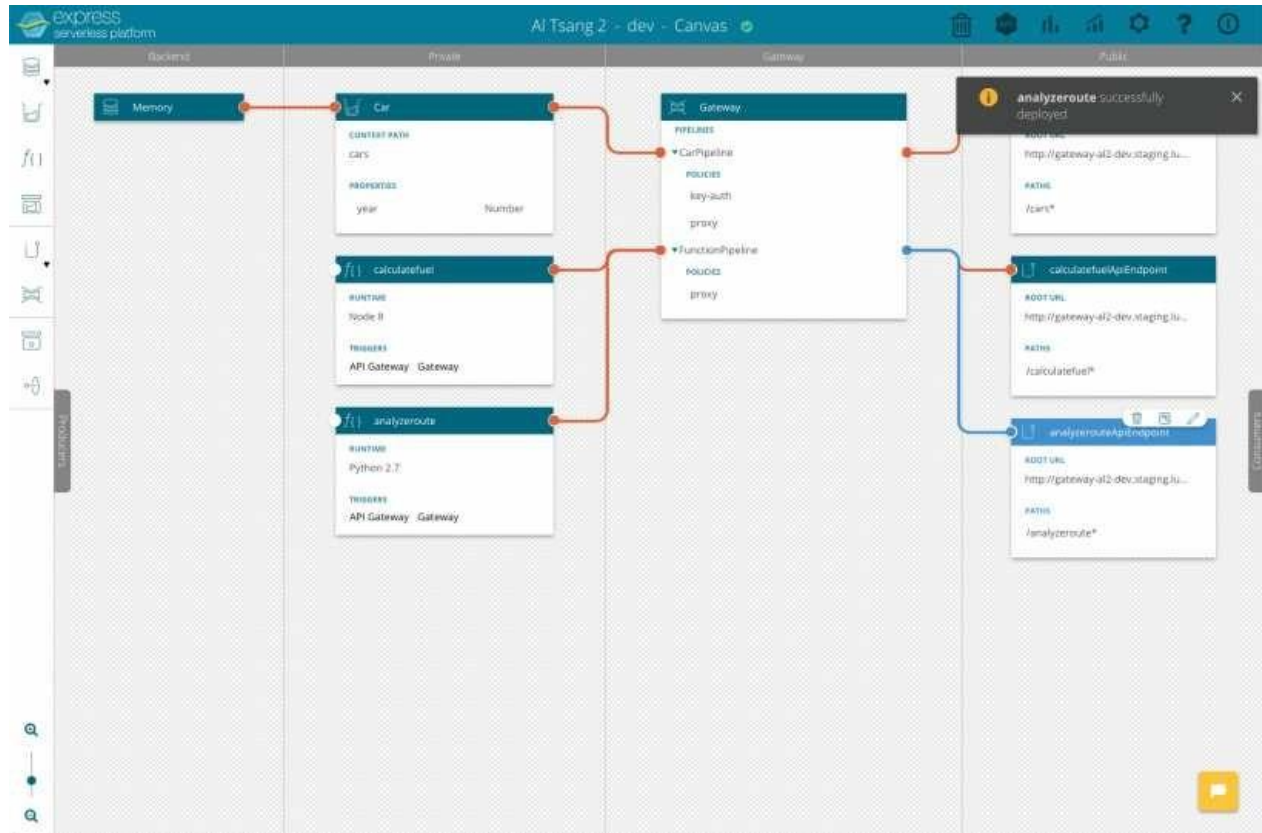 express
serverless platform
Al Tsang 2 - dev - Canvas
?
Backend
Private
Gateway
Public
Memory
Car
CONTEXT PATH
cars
PROPERTIES
year Number
f()
calculatefuel
RUNTIME
Node 8
TRIGGERS
API Gateway Gateway
f()
analyzeroute
RUNTIME
Python 2.7
TRIGGERS
API Gateway Gateway
Gateway
PIPELINES
CarPipeline
POLICIES
key-auth
proxy
FunctionPipeline
POLICIES
proxy
analyzeroute successfully
deployed
ROOT URL
http://gateway-al2-dev.staging.lu...
PATHS
/cars*
calculatefuelApiEndpoint
ROOT URL
http://gateway-al2-dev.staging.lu...
PATHS
/calculatefuel*
analyzerouteApiEndpoint
ROOT URL
http://gateway-al2-dev.staging.lu...
PATHS
/analyzeroute*
f()
Producers
Consumers